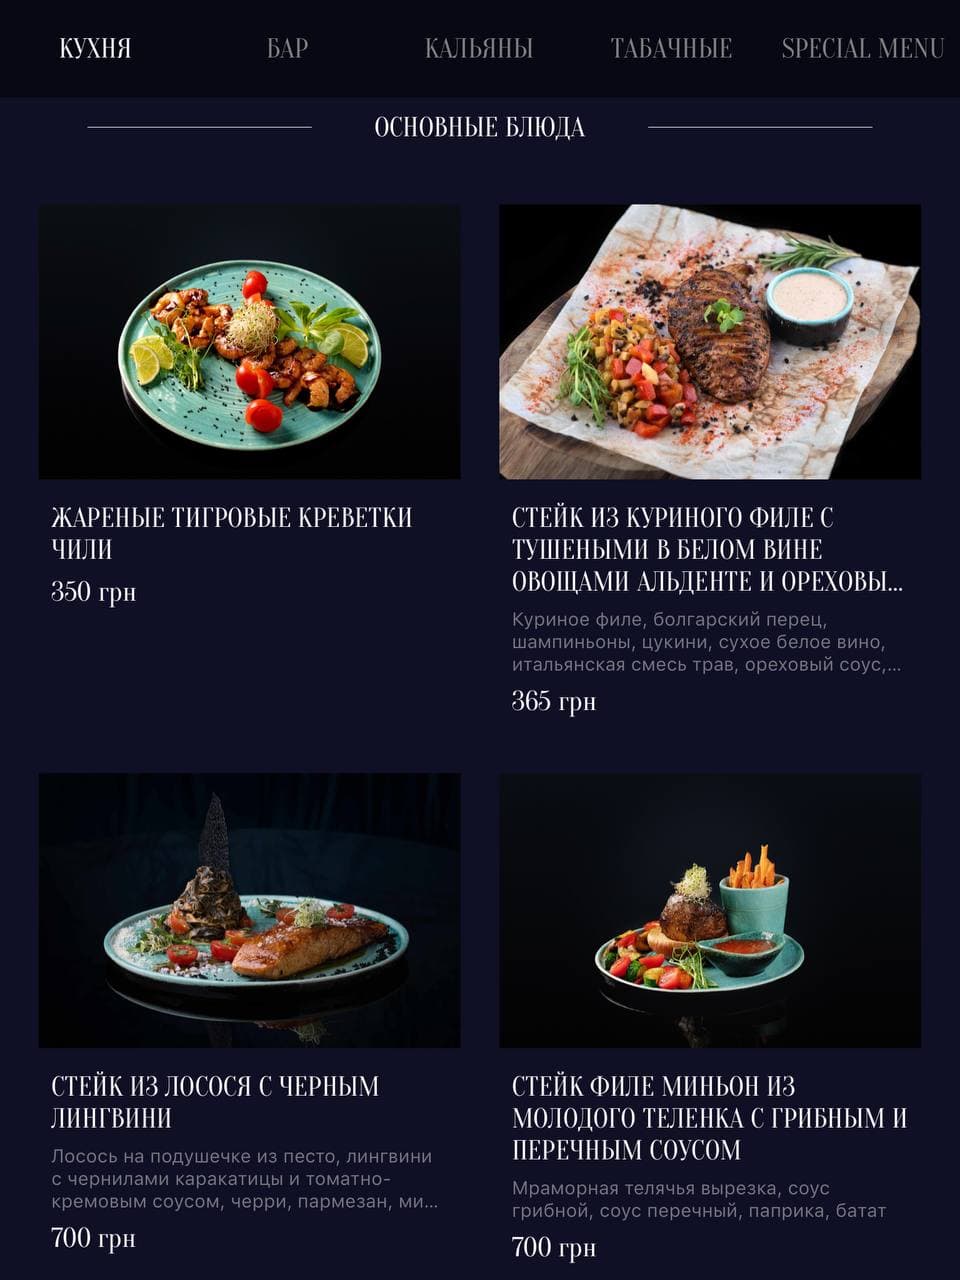 КУХНЯ БАР КАЛЬЯНЫ ТАБАЧНЫЕ SPECIAL MENU
ОСНОВНЫЕ БЛЮДА
ЖАРЕНЫЕ ТИГРОВЫЕ КРЕВЕТКИ
ЧИЛИ
350 грн
СТЕЙК ИЗ КУРИНОГО ФИЛЕ С
ТУШЕНЫМИ В БЕЛОМ ВИНЕ
ОВОЩАМИ АЛЬДЕНТЕ И ОРЕХОВЫ...
Куриное филе, болгарский перец,
шампиньоны, цукини, сухое белое вино,
итальянская смесь трав, ореховый соус,...
365 грн
СТЕЙК ИЗ ЛОСОСЯ С ЧЕРНЫМ
ЛИНГВИНИ
Лосось на подушечке из песто, лингвини
с чернилами каракатицы и томатно-
кремовым соусом, черри, пармезан, ми...
700 грн
СТЕЙК ФИЛЕ МИНЬОН ИЗ
МОЛОДОГО ТЕЛЕНКА С ГРИБНЫМ И
ПЕРЕЧНЫМ СОУСОМ
Мраморная телячья вырезка, соус
грибной, соус перечный, паприка, батат
700 грн